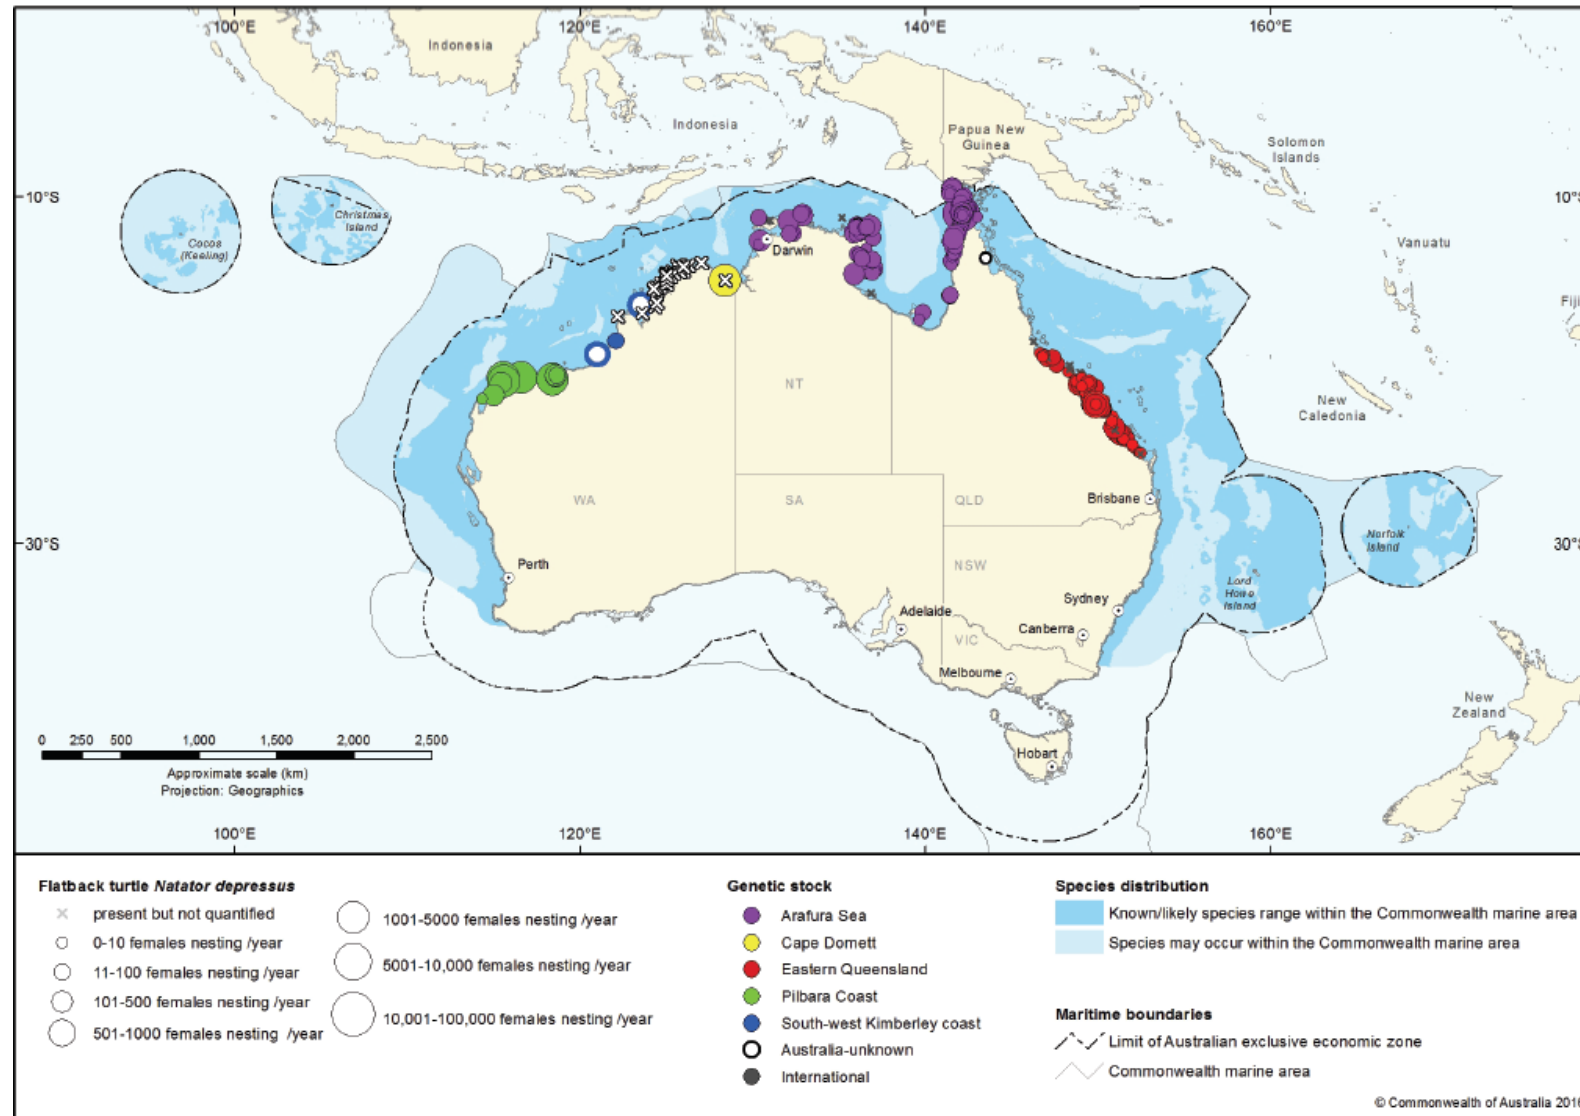 100°E
120°E
140°E
160°E
Indonesia
Indonesia
Papua New
Guinea
Solomon
Islands
10°S
10°S
Christmas
Island
Cocos
(Keeling)
Vanuatu
Fiji
Darwin
New
Caledonia
NT
WA
SA
QLD
Brisbane
30°S
30°S
Norfolk
Island
Perth
NSW
Lord
Howe
Island
Sydney
Adelaide
Canberra
VIC
Melbourne
New
Zealand
Hobart
0 250 500 1,000 1,500 2,000 2,500
Approximate scale (km)
Projection: Geographics
100°E
120°E
140°E
160°E
Flatback turtle Natator depressus
present but not quantified
0-10 females nesting /year
11-100 females nesting /year
101-500 females nesting /year
501-1000 females nesting /year
1001-5000 females nesting /year
5001-10,000 females nesting /year
10,001-100,000 females nesting /year
Genetic stock
Arafura Sea
Cape Domett
Eastern Queensland
Pilbara Coast
South-west Kimberley coast
Australia-unknown
International
Species distribution
Known/likely species range within the Commonwealth marine area
Species may occur within the Commonwealth marine area
Maritime boundaries
Limit of Australian exclusive economic zone
Commonwealth marine area
© Commonwealth of Australia 2016